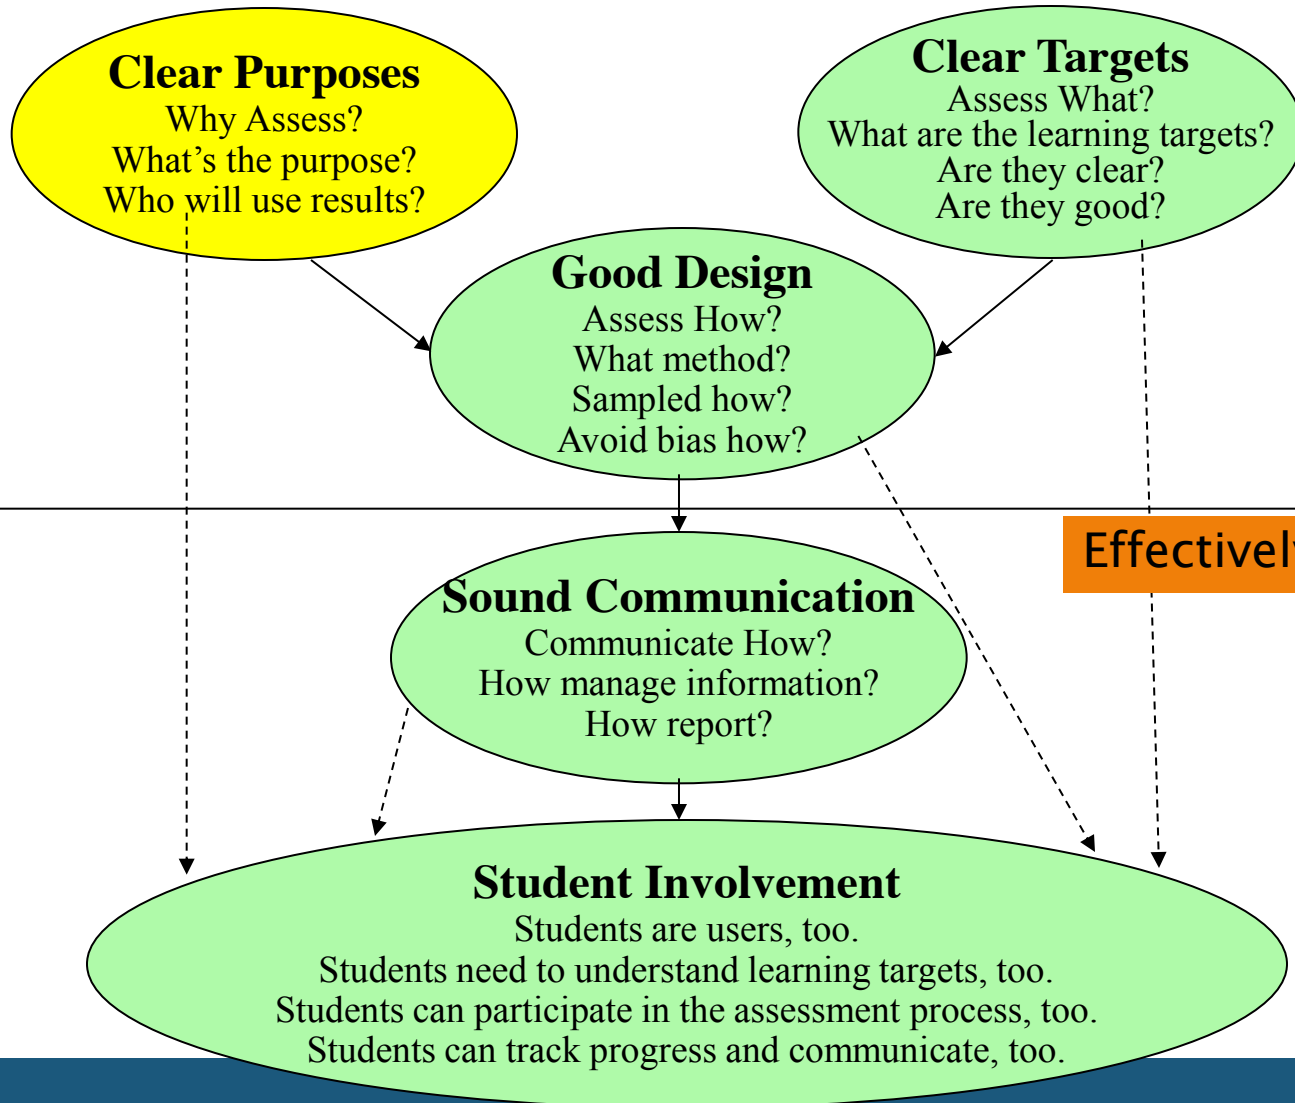 Clear Purposes
Why Assess?
What’s the purpose?
Who will use results?
Clear Targets
Assess What?
What are the learning targets?
Are they clear?
Are they good?
Good Design
Assess How?
What method?
Sampled how?
Avoid bias how?
Effectively
Sound Communication
Communicate How?
How manage information?
How report?
Student Involvement
Students are users, too.
Students need to understand learning targets, too.
Students can participate in the assessment process, too.
Students can track progress and communicate, too.